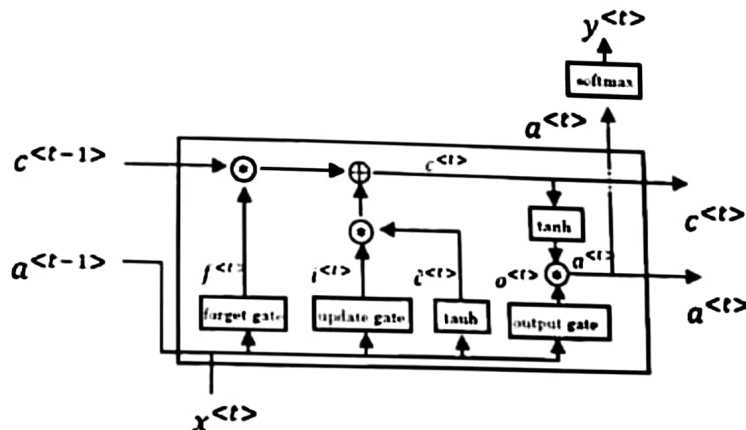 y<t>
softmax
a<t>
c<t-1>
c<t>
tanh
c<t>
a<t-1>
f<t>
i<t>
c̃<t>
o<t>
a<t>
a<t>
forget gate
update gate
tanh
output gate
x<t>